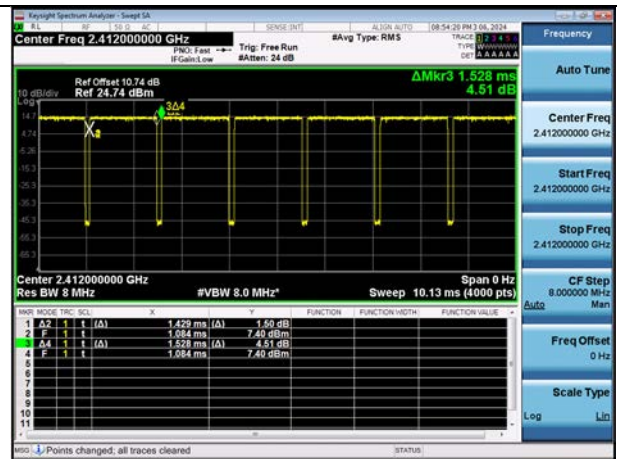 Keysight Spectrum Analyzer - Swept SA
RL RF 50 Ω AC SENSE:INT ALIGN AUTO 08:54:20 PM 3 06, 2024
Center Freq 2.412000000 GHz #Avg Type: RMS TRACE 1 2 3 4 5 6
PNO: Fast Trig: Free Run TYPE WWWWWW
IFGain:Low #Atten: 24 dB DET A A A A A A
Frequency
Auto Tune
ΔMkr3 1.528 ms
4.51 dB
Ref Offset 10.74 dB
10 dB/div Ref 24.74 dBm
Log
14.7
4.74
-5.26
-15.3
-25.3
-35.3
-45.3
-55.3
-65.3
3Δ4
Center Freq
2.412000000 GHz
Start Freq
2.412000000 GHz
Stop Freq
2.412000000 GHz
Center 2.412000000 GHz Span 0 Hz
Res BW 8 MHz #VBW 8.0 MHz* Sweep 10.13 ms (4000 pts)
CF Step
8.000000 MHz
Auto Man
MKR MODE TRC SCL X Y FUNCTION FUNCTION WIDTH FUNCTION VALUE
1 Δ2 1 t (Δ) 1.429 ms (Δ) 1.50 dB
2 F 1 t 1.084 ms 7.40 dBm
3 Δ4 1 t (Δ) 1.528 ms (Δ) 4.51 dB
4 F 1 t 1.084 ms 7.40 dBm
5
6
7
8
9
10
11
Freq Offset
0 Hz
Scale Type
Log Lin
MSG Points changed; all traces cleared STATUS